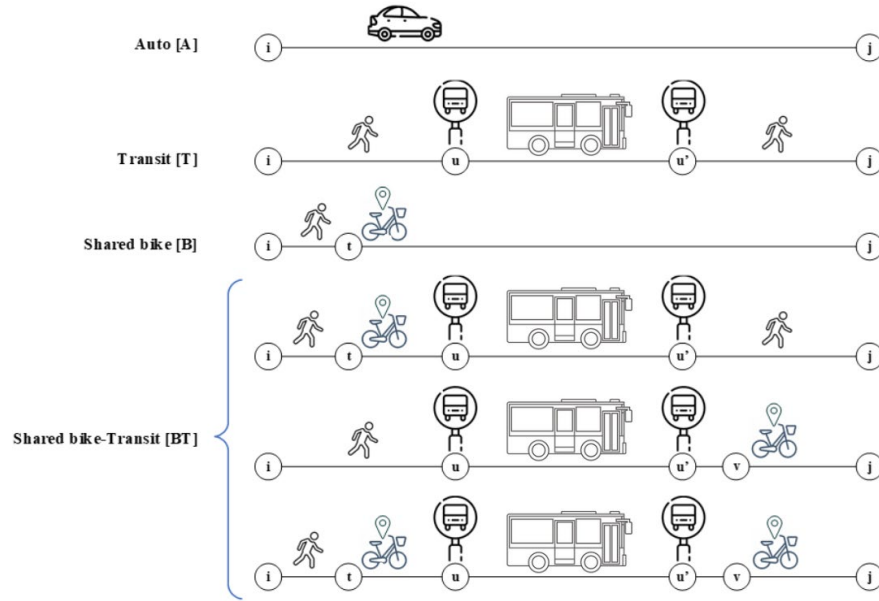 Auto [A] i j
Transit [T] i u u' j
Shared bike [B] i t j
i t u u' j
Shared bike-Transit [BT]
i u u' v j
i t u u' v j